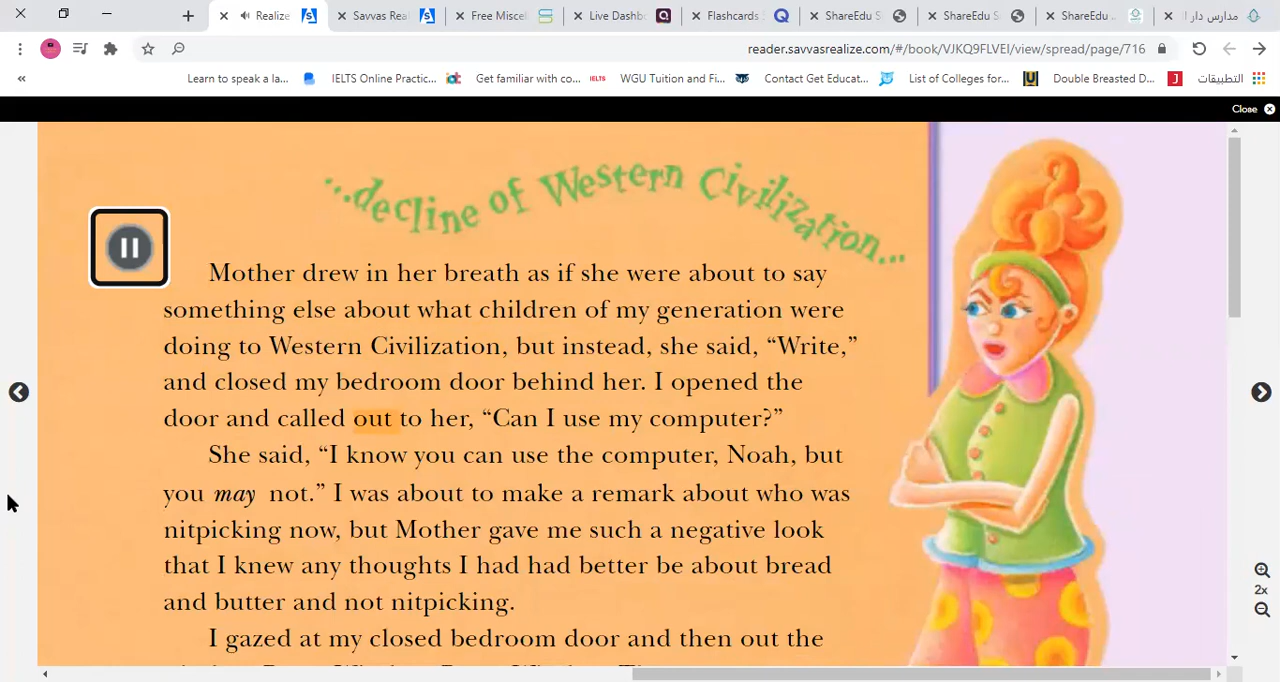 Realize
Savvas Rea
Free Miscel
Live Dashbo
Flashcards
ShareEdu S
ShareEdu S
ShareEdu
مدارس دار ال
reader.savvasrealize.com/#/book/VJKQ9FLVEI/view/spread/page/716
Learn to speak a la...
IELTS Online Practic...
Get familiar with co...
IELTS
WGU Tuition and Fi...
Contact Get Educat...
List of Colleges for...
Double Breasted D...
التطبيقات
Close
...decline of Western Civilization...
Mother drew in her breath as if she were about to say
something else about what children of my generation were
doing to Western Civilization, but instead, she said, “Write,”
and closed my bedroom door behind her. I opened the
door and called out to her, “Can I use my computer?”
She said, “I know you can use the computer, Noah, but
you may not.” I was about to make a remark about who was
nitpicking now, but Mother gave me such a negative look
that I knew any thoughts I had had better be about bread
and butter and not nitpicking.
I gazed at my closed bedroom door and then out the
2x